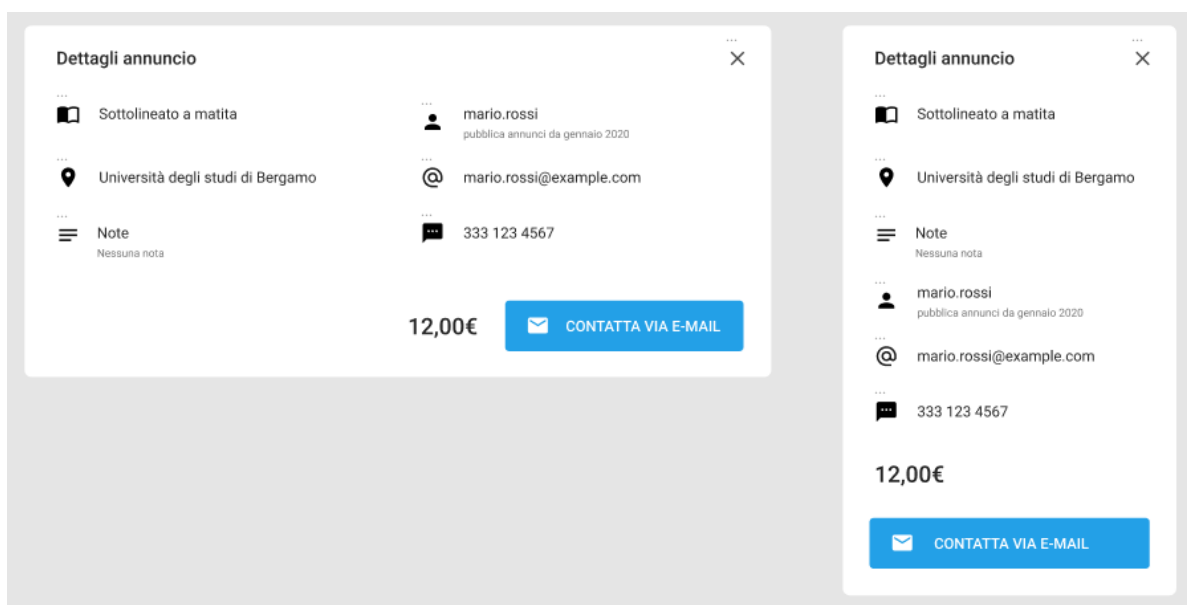 Dettagli annuncio
...
...
Sottolineato a matita
...
Università degli studi di Bergamo
...
Note
Nessuna nota
...
mario.rossi
pubblica annunci da gennaio 2020
...
mario.rossi@example.com
...
333 123 4567
12,00€
CONTATTA VIA E-MAIL
Dettagli annuncio
...
...
Sottolineato a matita
...
Università degli studi di Bergamo
...
Note
Nessuna nota
...
mario.rossi
pubblica annunci da gennaio 2020
...
mario.rossi@example.com
...
333 123 4567
12,00€
CONTATTA VIA E-MAIL